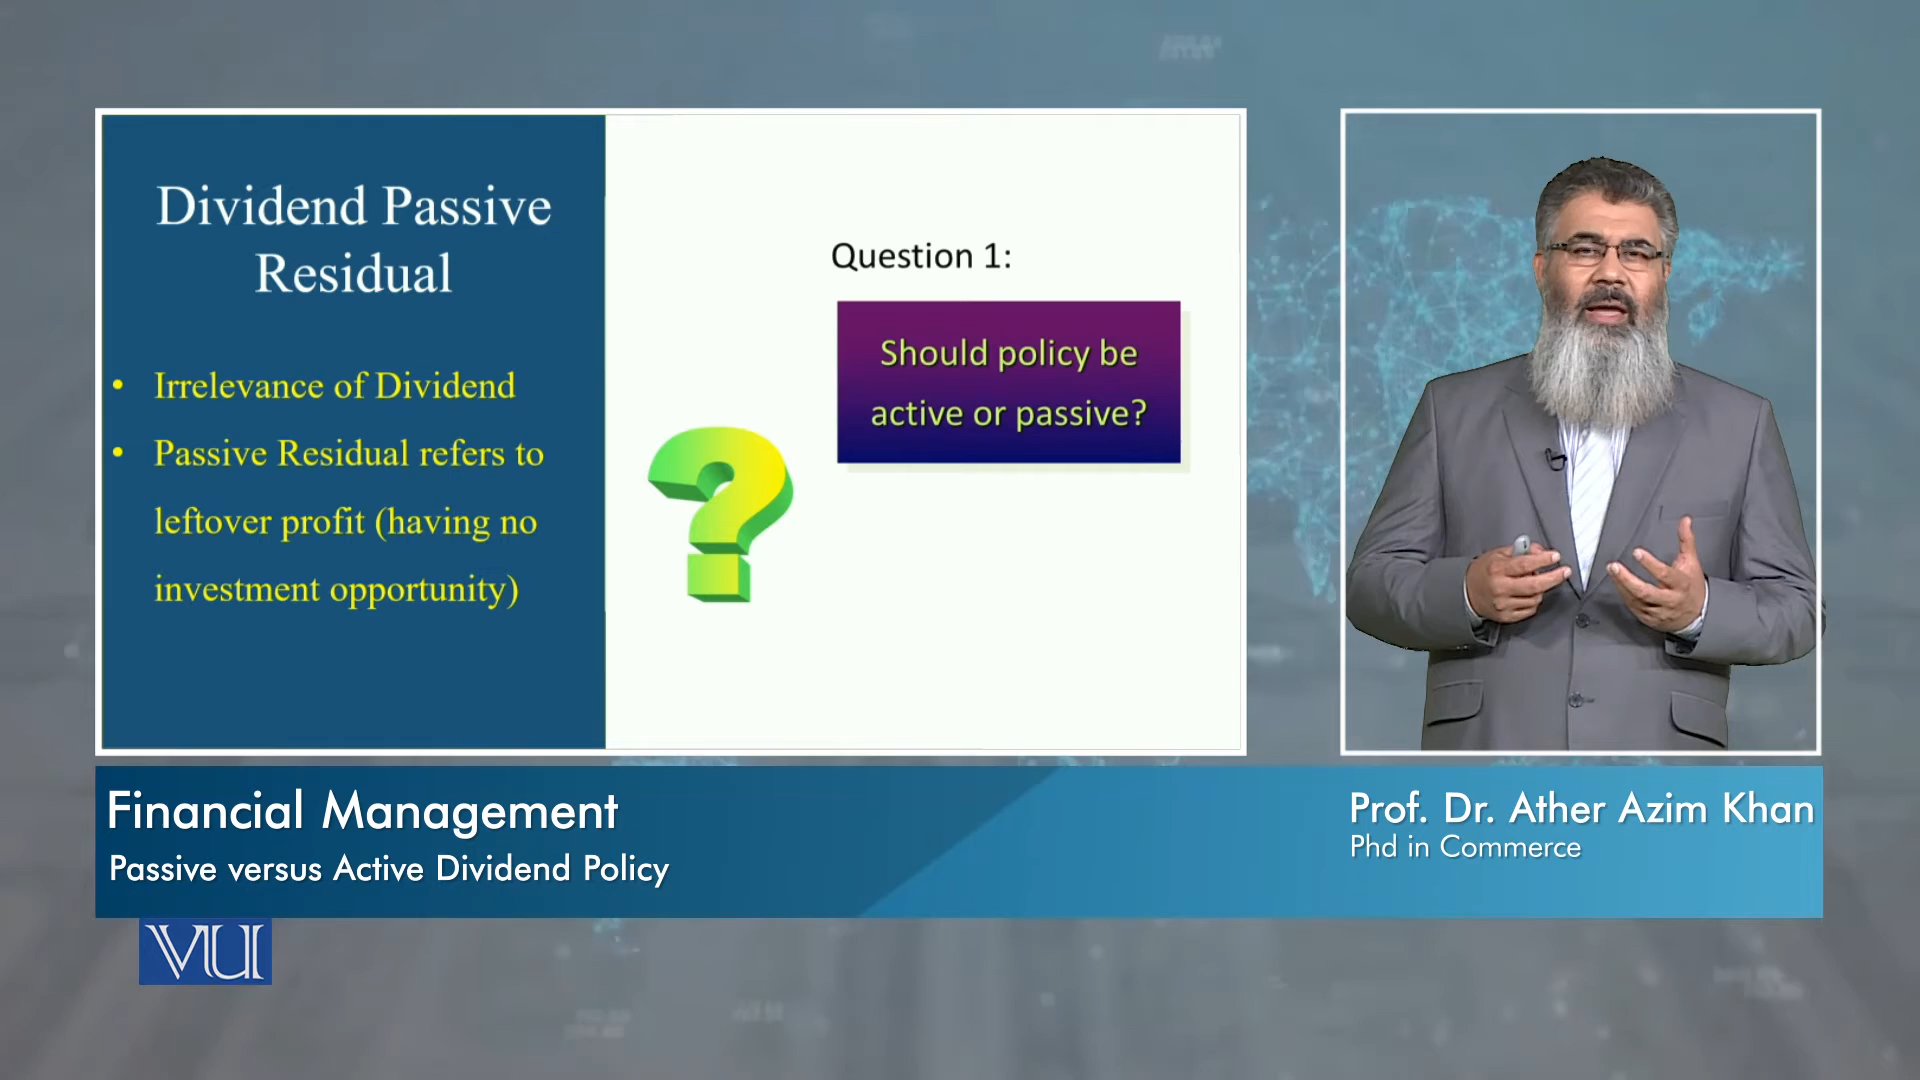 Dividend Passive
Residual
• Irrelevance of Dividend
• Passive Residual refers to
leftover profit (having no
investment opportunity)
Question 1:
Should policy be
active or passive?
Financial Management
Passive versus Active Dividend Policy
Prof. Dr. Ather Azim Khan
Phd in Commerce
VU